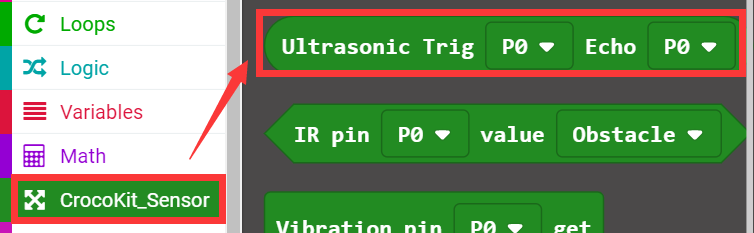 Loops
Logic
Variables
Math
CrocoKit_Sensor
Ultrasonic Trig P0 Echo P0
IR pin P0 value Obstacle
Vibration pin P0 get